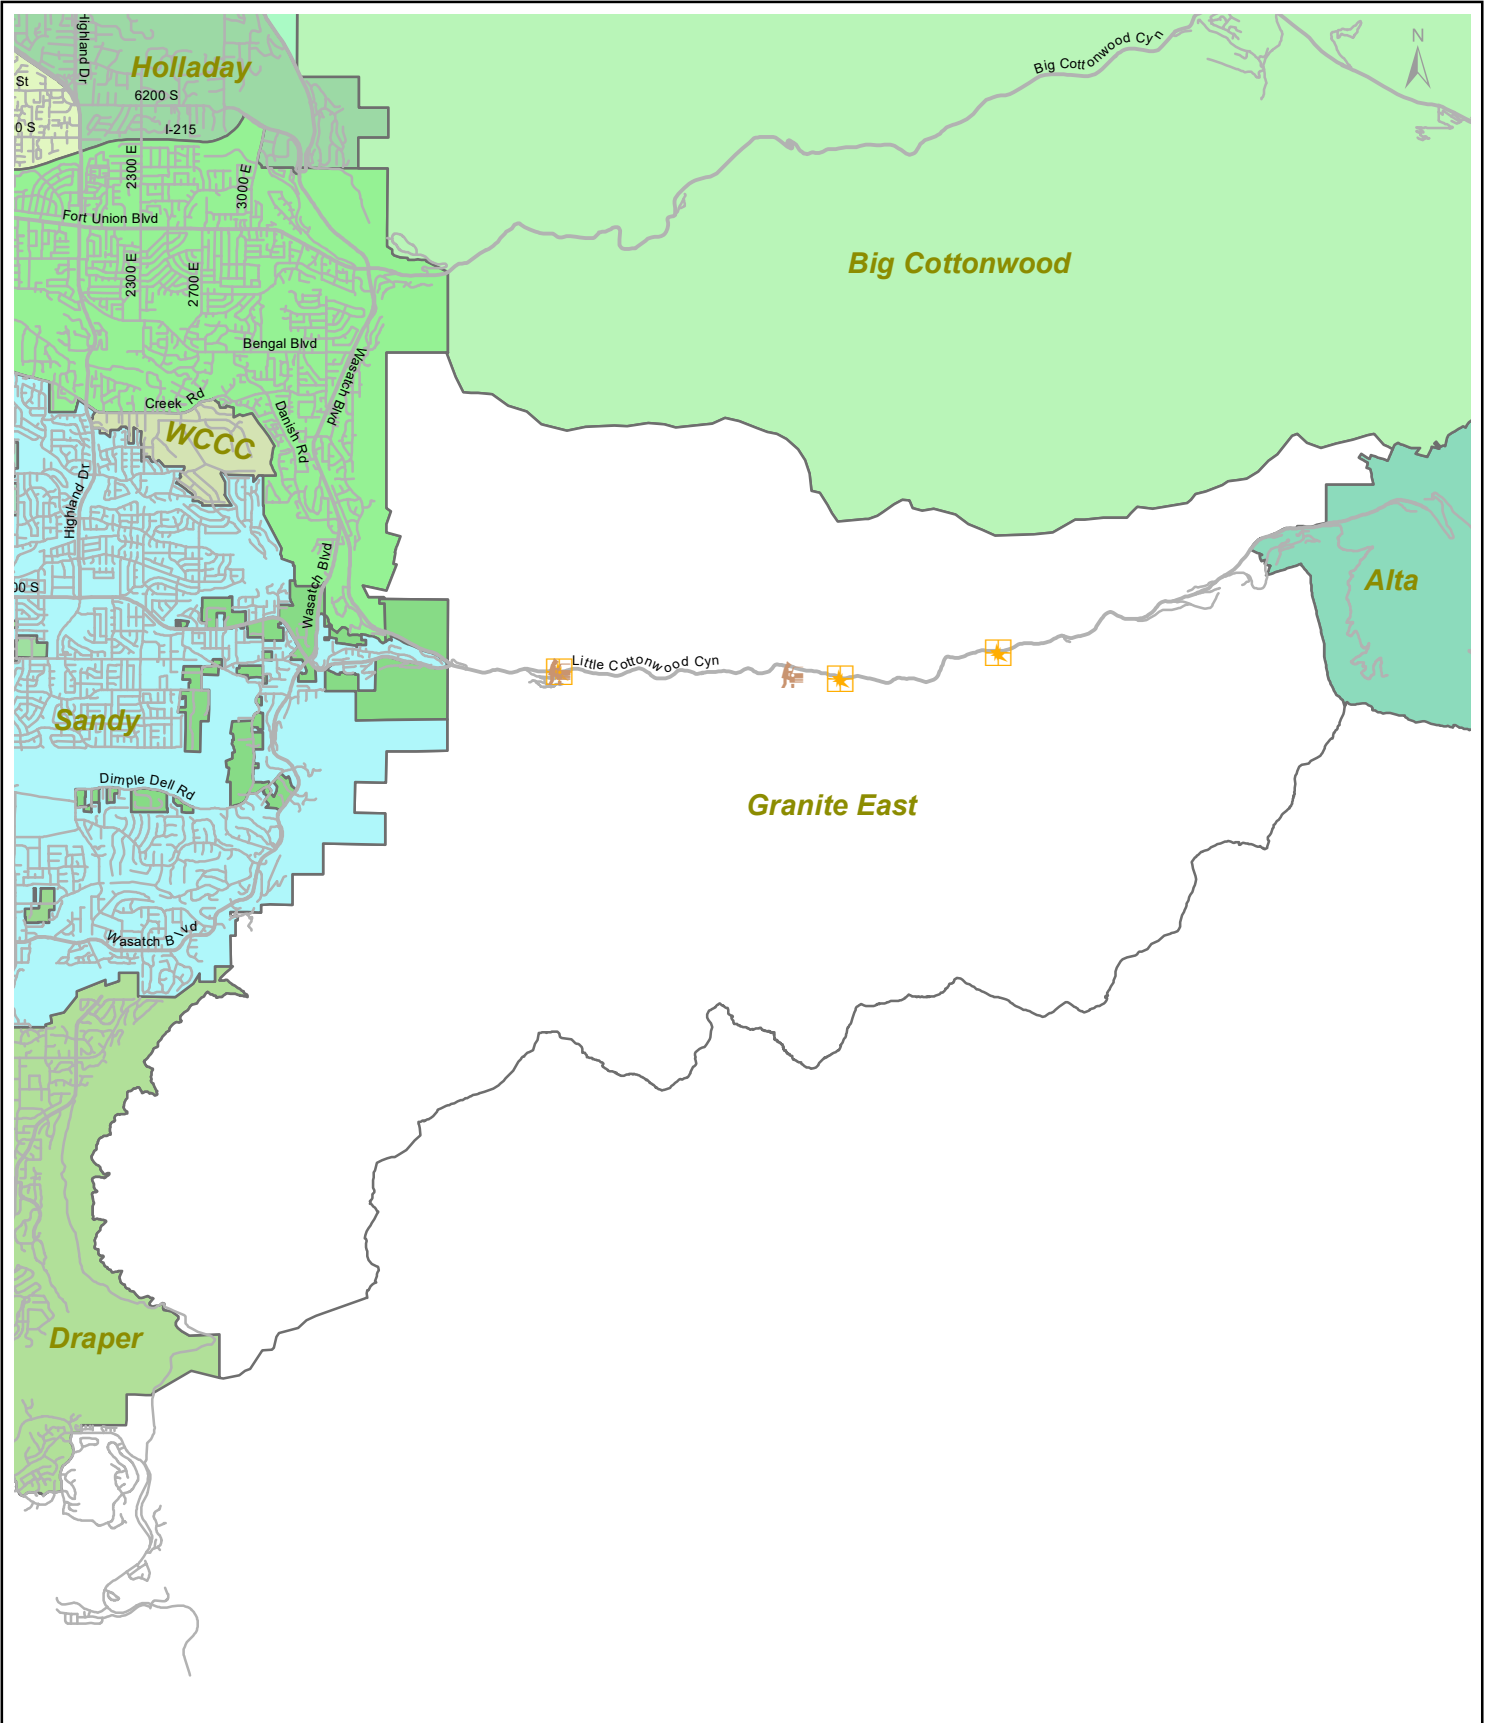 Highland Dr
Holladay
Big Cottonwood Cyn
N
St
6200 S
0 S
I-215
2300 E
3000 E
Fort Union Blvd
2300 E
2700 E
Big Cottonwood
Bengal Blvd
Wasatch Blvd
Creek Rd
Danish Rd
WCCC
Highland Dr
Wasatch Blvd
00 S
Alta
Little Cottonwood Cyn
Sandy
Dimple Dell Rd
Granite East
Wasatch Blvd
Draper